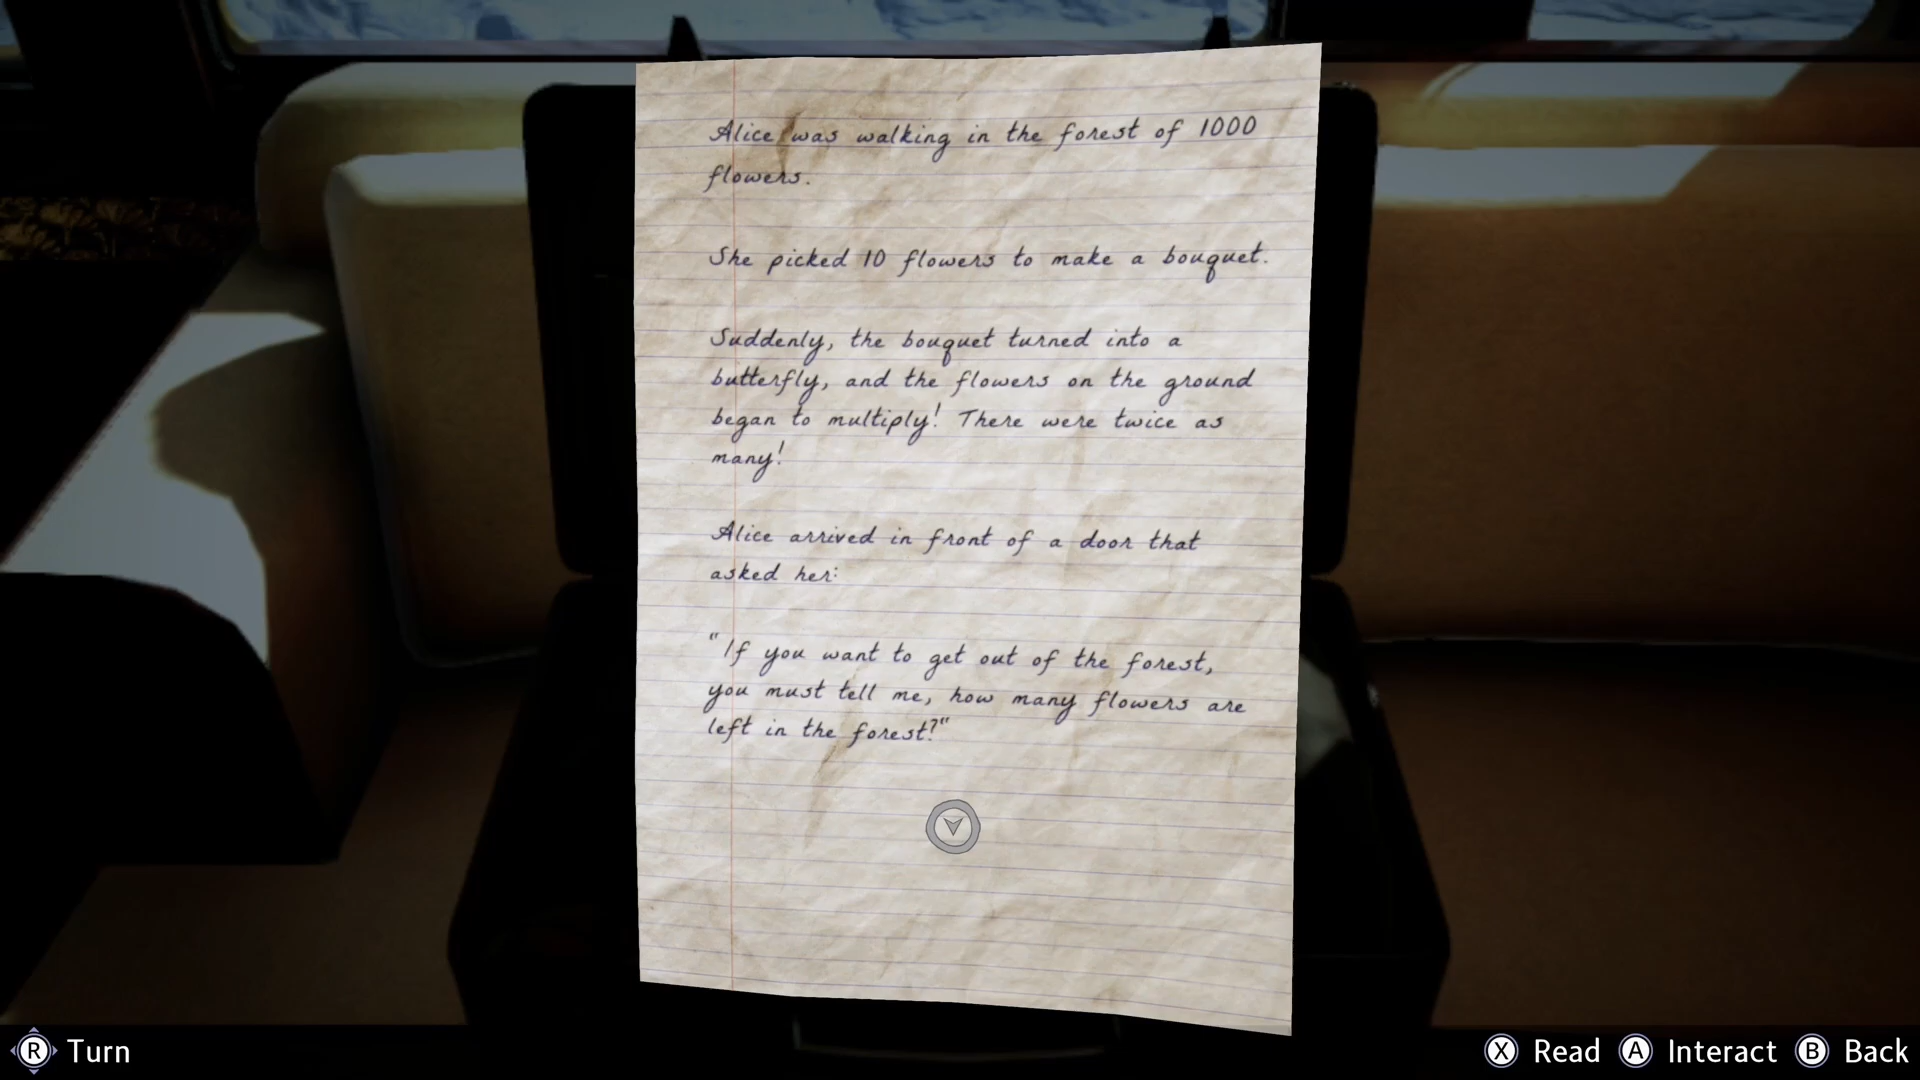 Alice was walking in the forest of 1000
flowers.
She picked 10 flowers to make a bouquet.
Suddenly, the bouquet turned into a
butterfly, and the flowers on the ground
began to multiply! There were twice as
many!
Alice arrived in front of a door that
asked her:
"If you want to get out of the forest,
you must tell me, how many flowers are
left in the forest?"
R Turn
X Read A Interact B Back